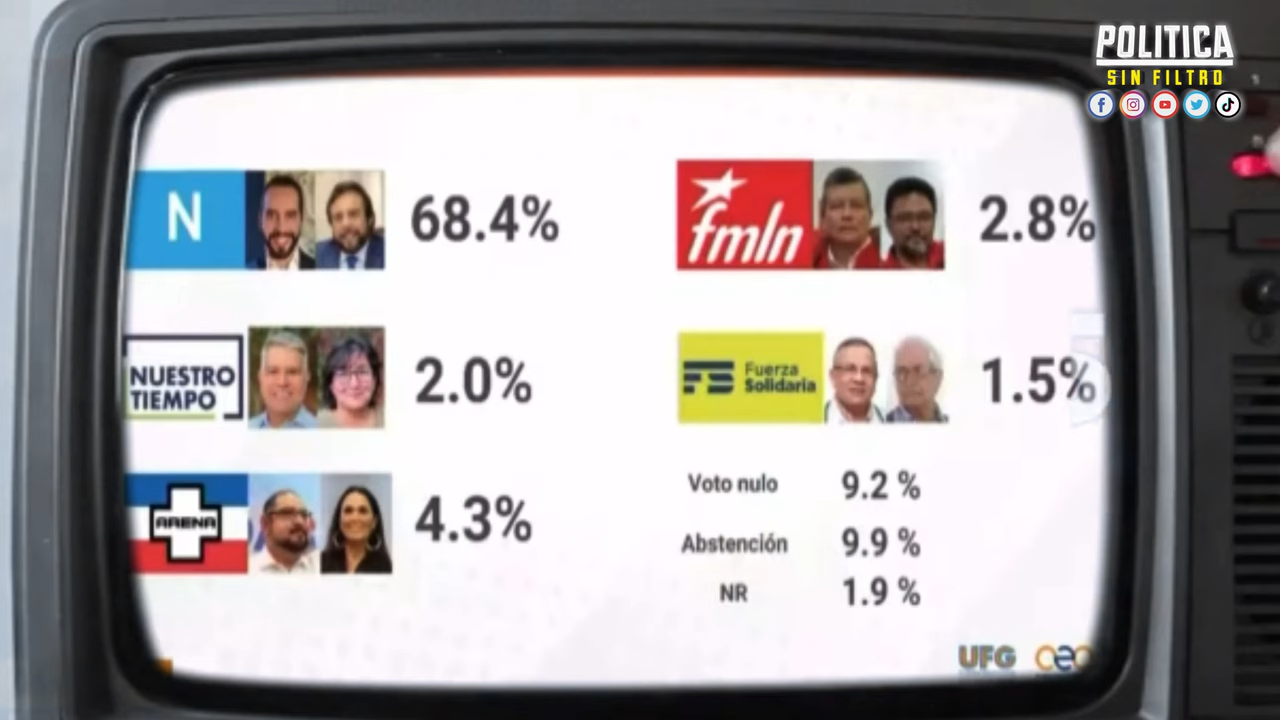 POLITICA
SIN FILTRO
N
68.4%
fmln
2.8%
NUESTRO
TIEMPO
2.0%
FS Fuerza
Solidaria
1.5%
ARENA
4.3%
Voto nulo 9.2 %
Abstención 9.9 %
NR 1.9 %
UFG